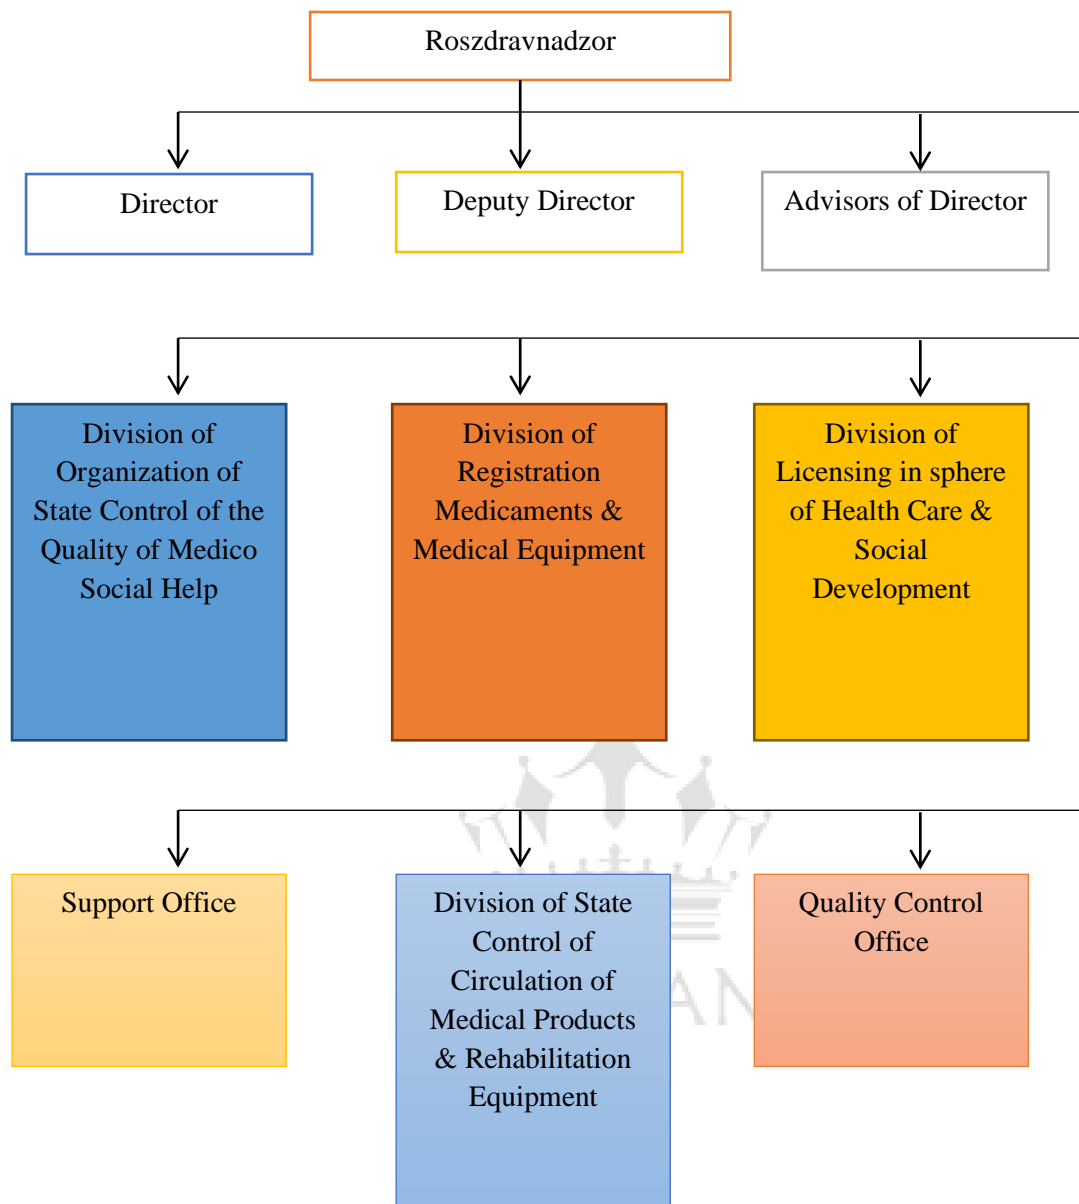 Roszdravnadzor
Director
Deputy Director
Advisors of Director
Division of
Organization of
State Control of the
Quality of Medico
Social Help
Division of
Registration
Medicaments &
Medical Equipment
Division of
Licensing in sphere
of Health Care &
Social
Development
Support Office
Division of State
Control of
Circulation of
Medical Products
& Rehabilitation
Equipment
Quality Control
Office